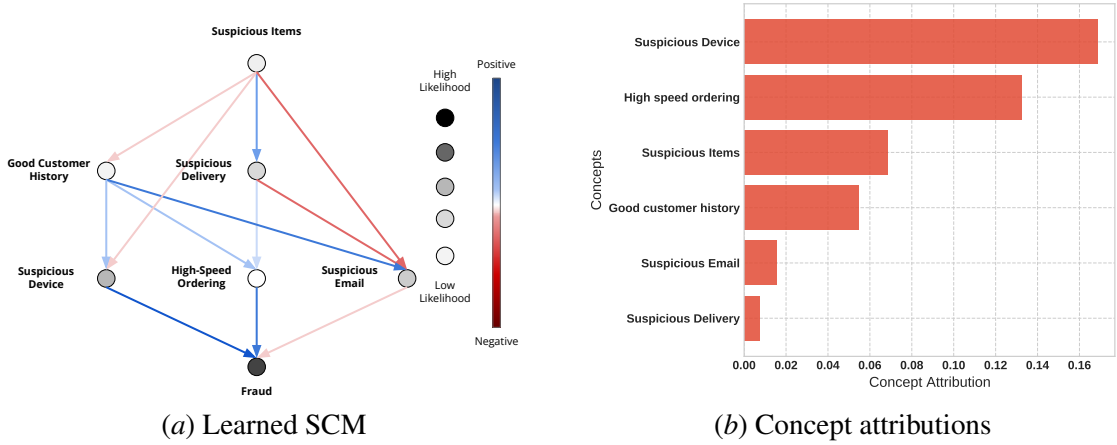 Suspicious Items
High
Likelihood
Positive
Good Customer
History
Suspicious
Delivery
Suspicious
Device
High-Speed
Ordering
Suspicious
Email
Low
Likelihood
Negative
Fraud
(a) Learned SCM
Concepts
Suspicious Device
High speed ordering
Suspicious Items
Good customer history
Suspicious Email
Suspicious Delivery
0.00 0.02 0.04 0.06 0.08 0.10 0.12 0.14 0.16
Concept Attribution
(b) Concept attributions